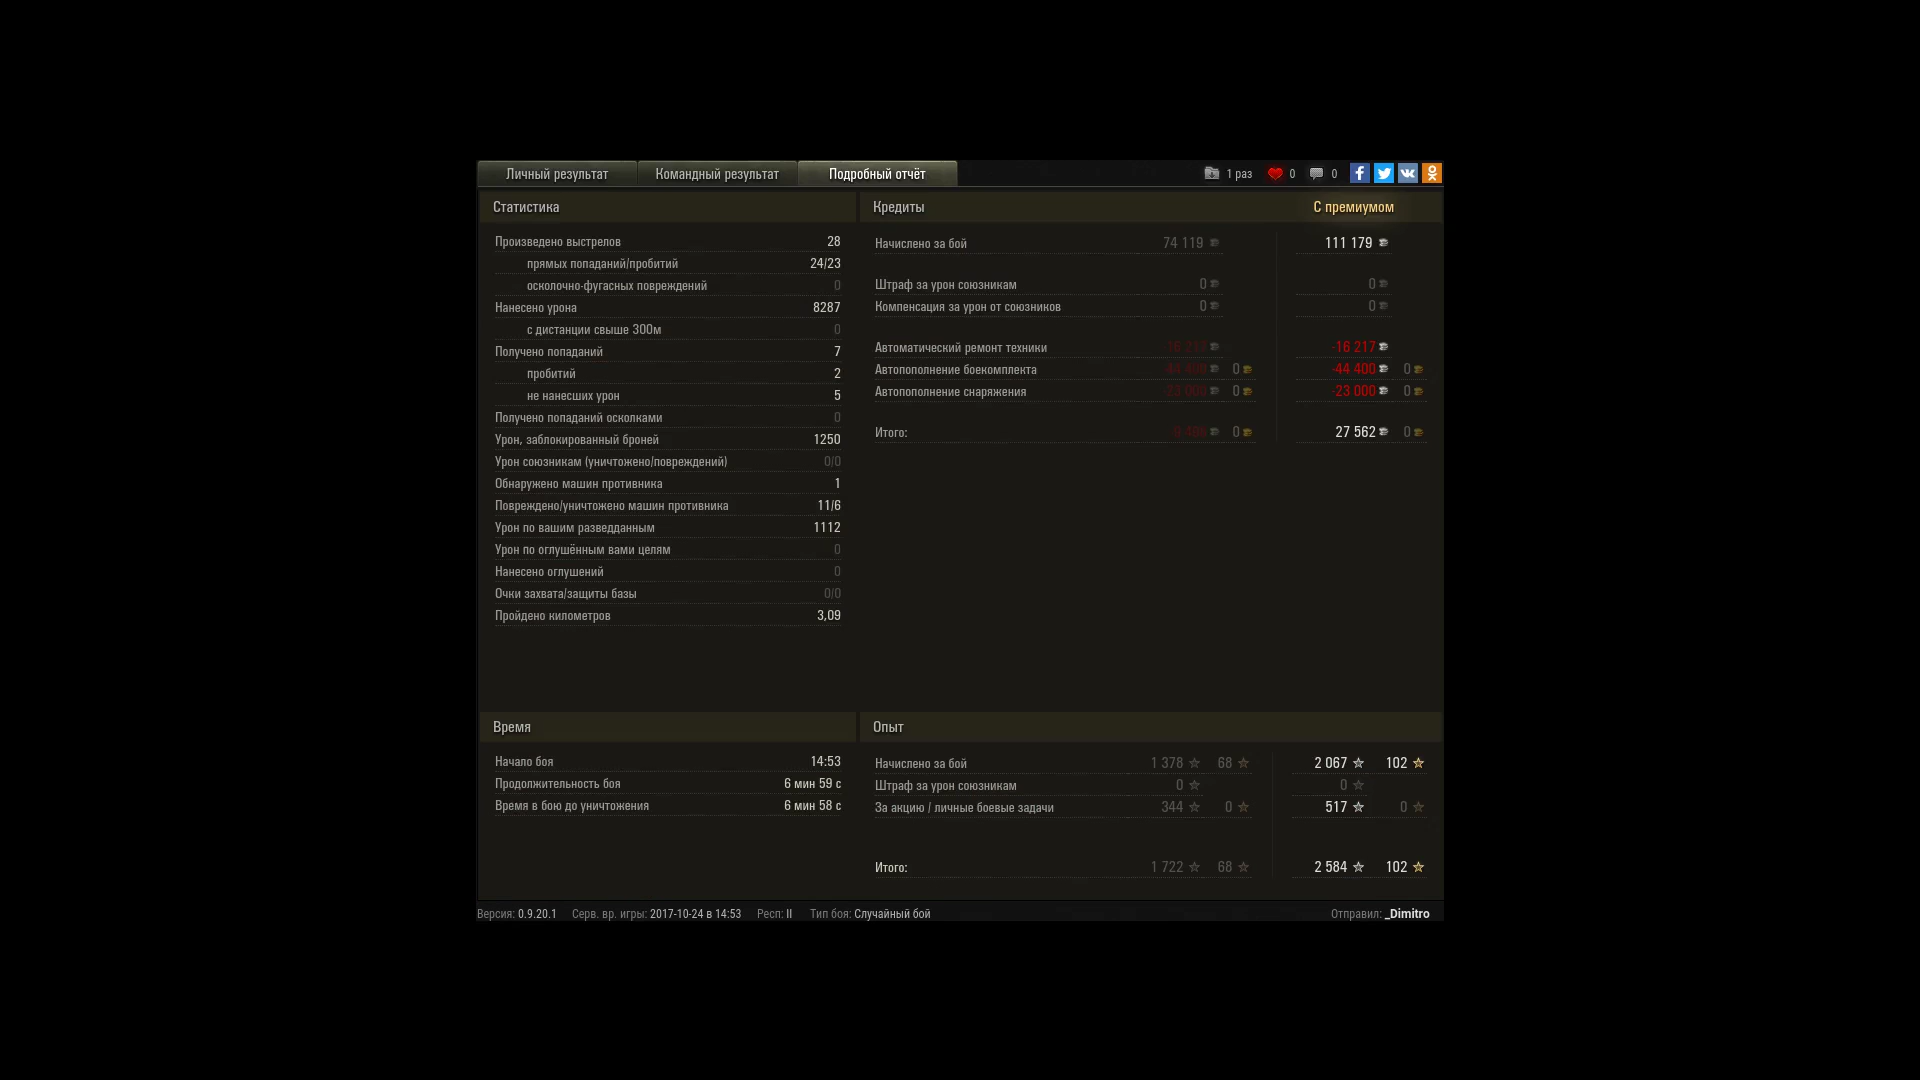 Личный результат Командный результат Подробный отчёт 1 раз 0 0
Статистика
Произведено выстрелов 28
прямых попаданий/пробитий 24/23
осколочно-фугасных повреждений 0
Нанесено урона 8287
с дистанции свыше 300м 0
Получено попаданий 7
пробитий 2
не нанесших урон 5
Получено попаданий осколками 0
Урон, заблокированный броней 1250
Урон союзникам (уничтожено/повреждений) 0/0
Обнаружено машин противника 1
Повреждено/уничтожено машин противника 11/6
Урон по вашим разведданным 1112
Урон по оглушённым вами целям 0
Нанесено оглушений 0
Очки захвата/защиты базы 0/0
Пройдено километров 3,09
Кредиты С премиумом
Начислено за бой 74 119 111 179
Штраф за урон союзникам 0 0
Компенсация за урон от союзников 0 0
Автоматический ремонт техники -16 217 -16 217
Автопополнение боекомплекта -44 400 0 -44 400 0
Автопополнение снаряжения -23 000 0 -23 000 0
Итого: 0 27 562 0
Время
Начало боя 14:53
Продолжительность боя 6 мин 59 с
Время в бою до уничтожения 6 мин 58 с
Опыт
Начислено за бой 1 378 68 2 067 102
Штраф за урон союзникам 0 0
За акцию / личные боевые задачи 344 0 517 0
Итого: 1 722 68 2 584 102
Версия: 0.9.20.1 Серв. вр. игры: 2017-10-24 в 14:53 Респ: II Тип боя: Случайный бой Отправил: _Dimitro